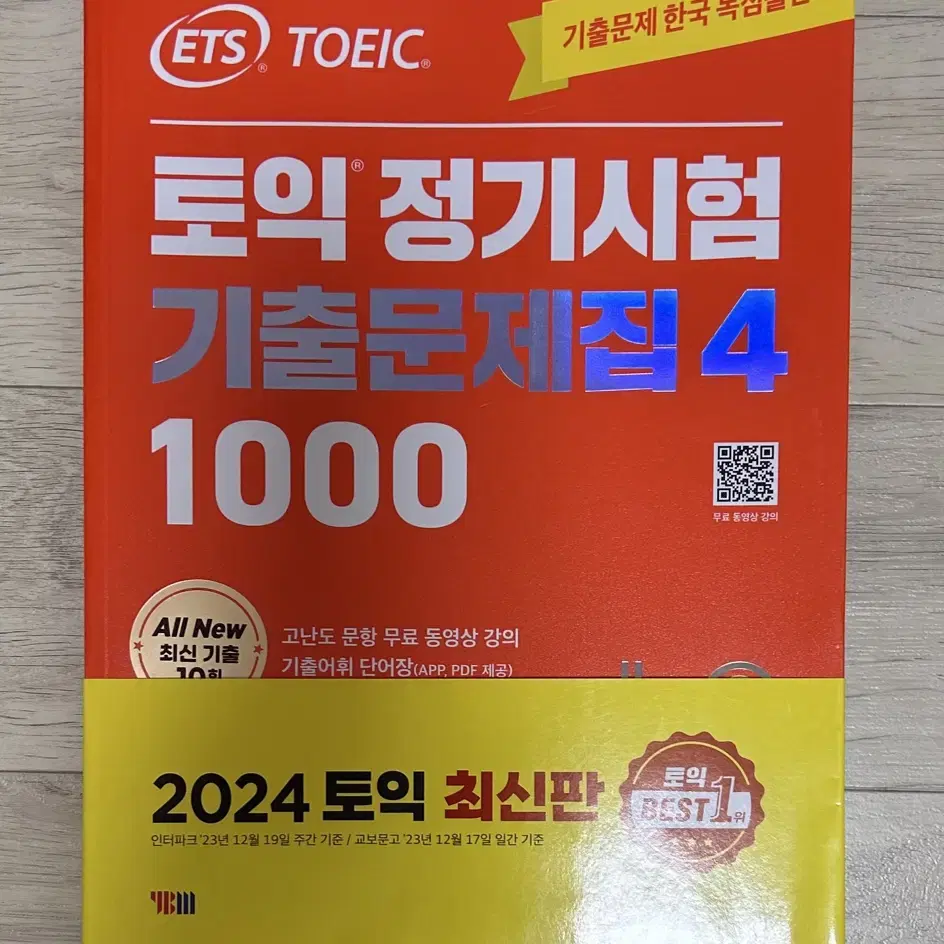 ETS® TOEIC®
기출문제 한국 독점출간
토익® 정기시험
기출문제집 4
1000
무료 동영상 강의
All New
최신 기출
10회
고난도 문항 무료 동영상 강의
기출어휘 단어장(APP, PDF 제공)
2024 토익 최신판
토익
BEST 1위
인터파크 '23년 12월 19일 주간 기준 / 교보문고 '23년 12월 17일 일간 기준
YBM